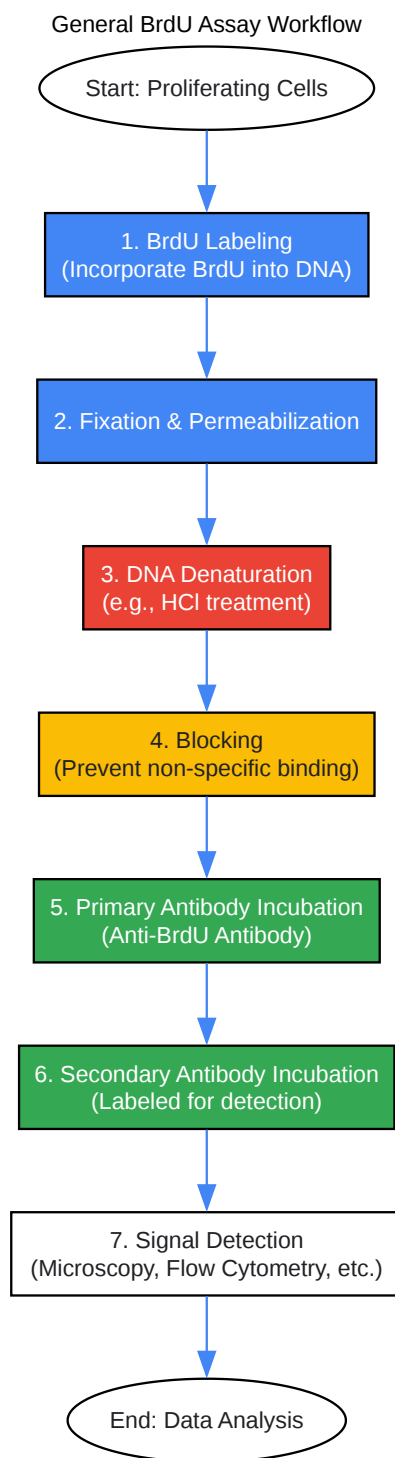 General BrdU Assay Workflow
Start: Proliferating Cells
1. BrdU Labeling
(Incorporate BrdU into DNA)
2. Fixation & Permeabilization
3. DNA Denaturation
(e.g., HCl treatment)
4. Blocking
(Prevent non-specific binding)
5. Primary Antibody Incubation
(Anti-BrdU Antibody)
6. Secondary Antibody Incubation
(Labeled for detection)
7. Signal Detection
(Microscopy, Flow Cytometry, etc.)
End: Data Analysis